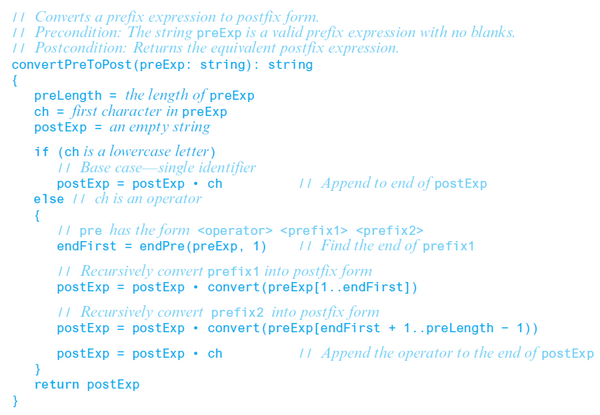 // Converts a prefix expression to postfix form.
// Precondition: The string preExp is a valid prefix expression with no blanks.
// Postcondition: Returns the equivalent postfix expression.
convertPreToPost(preExp: string): string
{
preLength = the length of preExp
ch = first character in preExp
postExp = an empty string
if (ch is a lowercase letter)
// Base case—single identifier
postExp = postExp • ch // Append to end of postExp
else // ch is an operator
{
// pre has the form <operator> <prefix1> <prefix2>
endFirst = endPre(preExp, 1) // Find the end of prefix1
// Recursively convert prefix1 into postfix form
postExp = postExp • convert(preExp[1..endFirst])
// Recursively convert prefix2 into postfix form
postExp = postExp • convert(preExp[endFirst + 1..preLength − 1))
postExp = postExp • ch // Append the operator to the end of postExp
}
return postExp
}